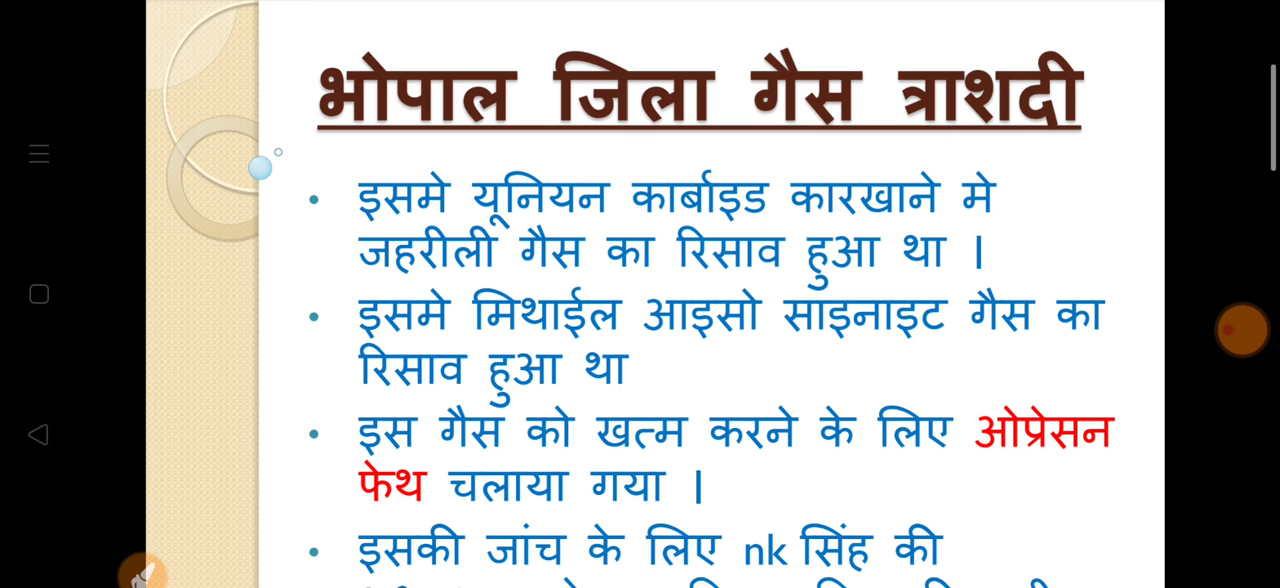 भोपाल जिला गैस त्राशदी
इसमे यूनियन कार्बाइड कारखाने मे
जहरीली गैस का रिसाव हुआ था |
इसमे मिथाईल आइसो साइनाइट गैस का
रिसाव हुआ था
इस गैस को खत्म करने के लिए ओप्रेसन
फेथ चलाया गया |
इसकी जांच के लिए nk सिंह की